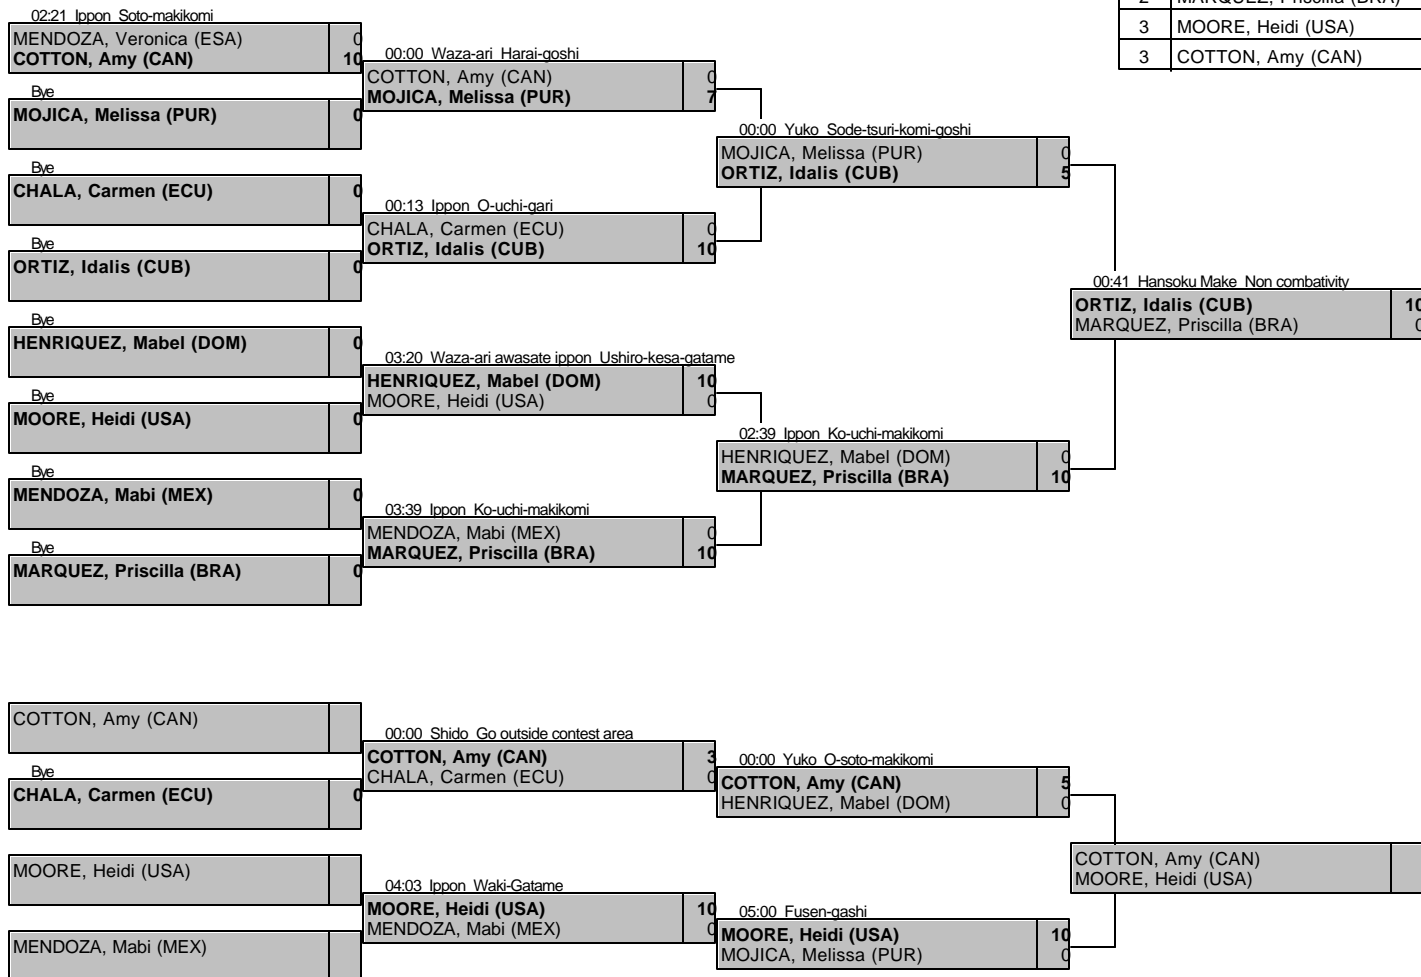 2 MARQUEZ, Priscilla (BRA)
3 MOORE, Heidi (USA)
3 COTTON, Amy (CAN)
02:21 Ippon Soto-makikomi
MENDOZA, Veronica (ESA) 0
COTTON, Amy (CAN) 10
Bye
MOJICA, Melissa (PUR) 0
Bye
CHALA, Carmen (ECU) 0
Bye
ORTIZ, Idalis (CUB) 0
Bye
HENRIQUEZ, Mabel (DOM) 0
Bye
MOORE, Heidi (USA) 0
Bye
MENDOZA, Mabi (MEX) 0
Bye
MARQUEZ, Priscilla (BRA) 0
00:00 Waza-ari Harai-goshi
COTTON, Amy (CAN) 0
MOJICA, Melissa (PUR) 7
00:13 Ippon O-uchi-gari
CHALA, Carmen (ECU) 0
ORTIZ, Idalis (CUB) 10
03:20 Waza-ari awasate ippon Ushiro-kesa-gatame
HENRIQUEZ, Mabel (DOM) 10
MOORE, Heidi (USA) 0
03:39 Ippon Ko-uchi-makikomi
MENDOZA, Mabi (MEX) 0
MARQUEZ, Priscilla (BRA) 10
00:00 Yuko Sode-tsuri-komi-goshi
MOJICA, Melissa (PUR) 0
ORTIZ, Idalis (CUB) 5
02:39 Ippon Ko-uchi-makikomi
HENRIQUEZ, Mabel (DOM) 0
MARQUEZ, Priscilla (BRA) 10
00:41 Hansoku Make Non combativity
ORTIZ, Idalis (CUB) 10
MARQUEZ, Priscilla (BRA) 0
COTTON, Amy (CAN)
Bye
CHALA, Carmen (ECU) 0
MOORE, Heidi (USA)
MENDOZA, Mabi (MEX)
00:00 Shido Go outside contest area
COTTON, Amy (CAN) 3
CHALA, Carmen (ECU) 0
04:03 Ippon Waki-Gatame
MOORE, Heidi (USA) 10
MENDOZA, Mabi (MEX) 0
00:00 Yuko O-soto-makikomi
COTTON, Amy (CAN) 5
HENRIQUEZ, Mabel (DOM) 0
05:00 Fusen-gashi
MOORE, Heidi (USA) 10
MOJICA, Melissa (PUR) 0
COTTON, Amy (CAN)
MOORE, Heidi (USA)